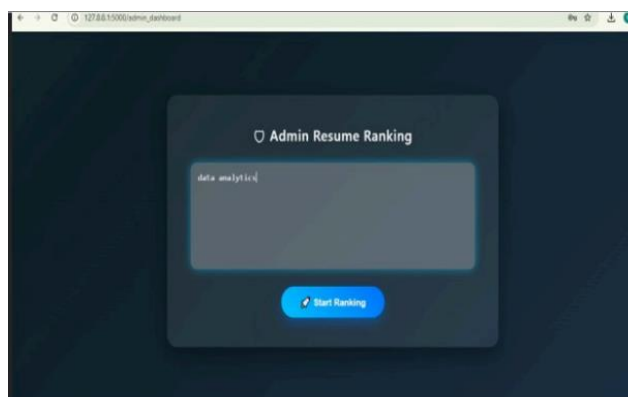 127.0.0.1:5000/admin_dashboard
Admin Resume Ranking
data analytics
Start Ranking